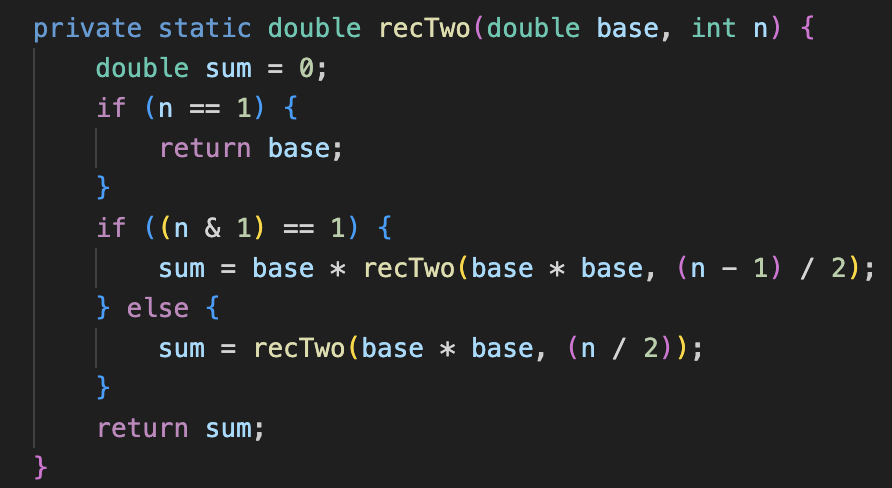 private static double recTwo(double base, int n) {
double sum = 0;
if (n == 1) {
return base;
}
if ((n & 1) == 1) {
sum = base * recTwo(base * base, (n - 1) / 2);
} else {
sum = recTwo(base * base, (n / 2));
}
return sum;
}